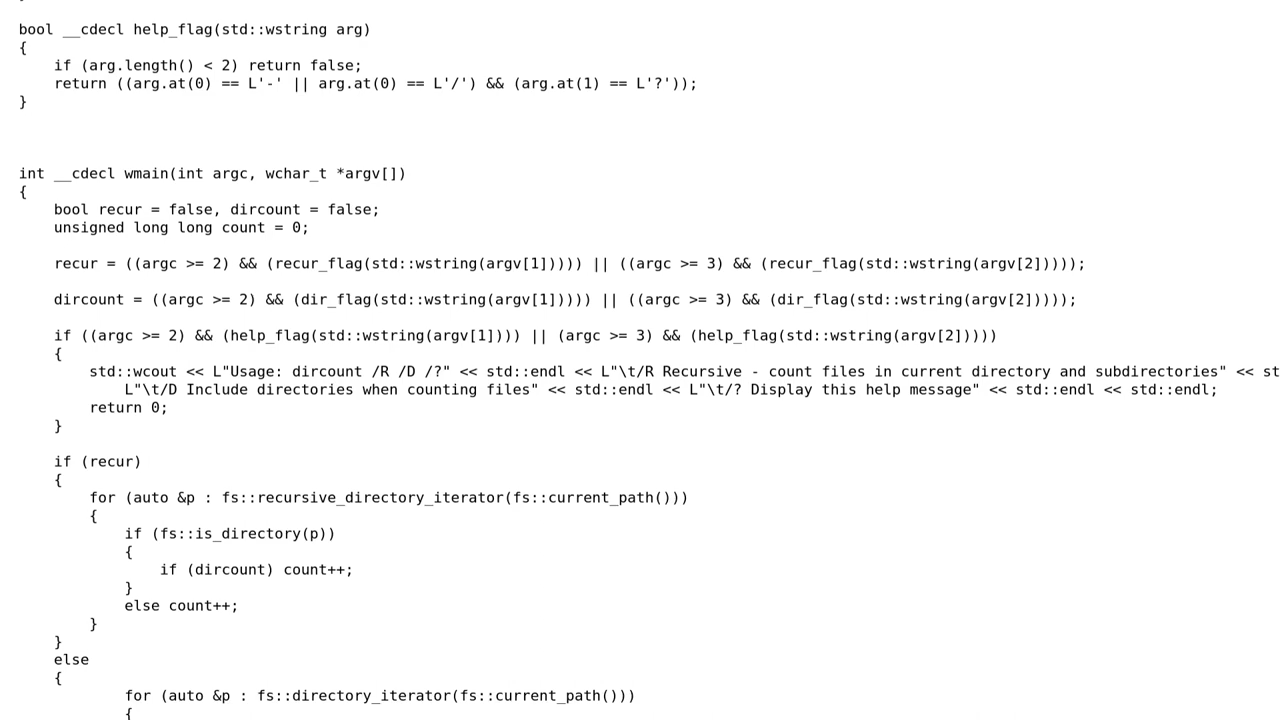 bool __cdecl help_flag(std::wstring arg)
{
    if (arg.length() < 2) return false;
    return ((arg.at(0) == L'-' || arg.at(0) == L'/') && (arg.at(1) == L'?'));
}
int __cdecl wmain(int argc, wchar_t *argv[])
{
    bool recur = false, dircount = false;
    unsigned long long count = 0;
    recur = ((argc >= 2) && (recur_flag(std::wstring(argv[1])))) || ((argc >= 3) && (recur_flag(std::wstring(argv[2]))));
    dircount = ((argc >= 2) && (dir_flag(std::wstring(argv[1])))) || ((argc >= 3) && (dir_flag(std::wstring(argv[2]))));
    if ((argc >= 2) && (help_flag(std::wstring(argv[1]))) || (argc >= 3) && (help_flag(std::wstring(argv[2]))))
    {
        std::wcout << L"Usage: dircount /R /D /?" << std::endl << L"\t/R Recursive - count files in current directory and subdirectories" << st
            L"\t/D Include directories when counting files" << std::endl << L"\t/? Display this help message" << std::endl << std::endl;
        return 0;
    }
    if (recur)
    {
        for (auto &p : fs::recursive_directory_iterator(fs::current_path()))
        {
            if (fs::is_directory(p))
            {
                if (dircount) count++;
            }
            else count++;
        }
    }
    else
    {
            for (auto &p : fs::directory_iterator(fs::current_path()))
            {